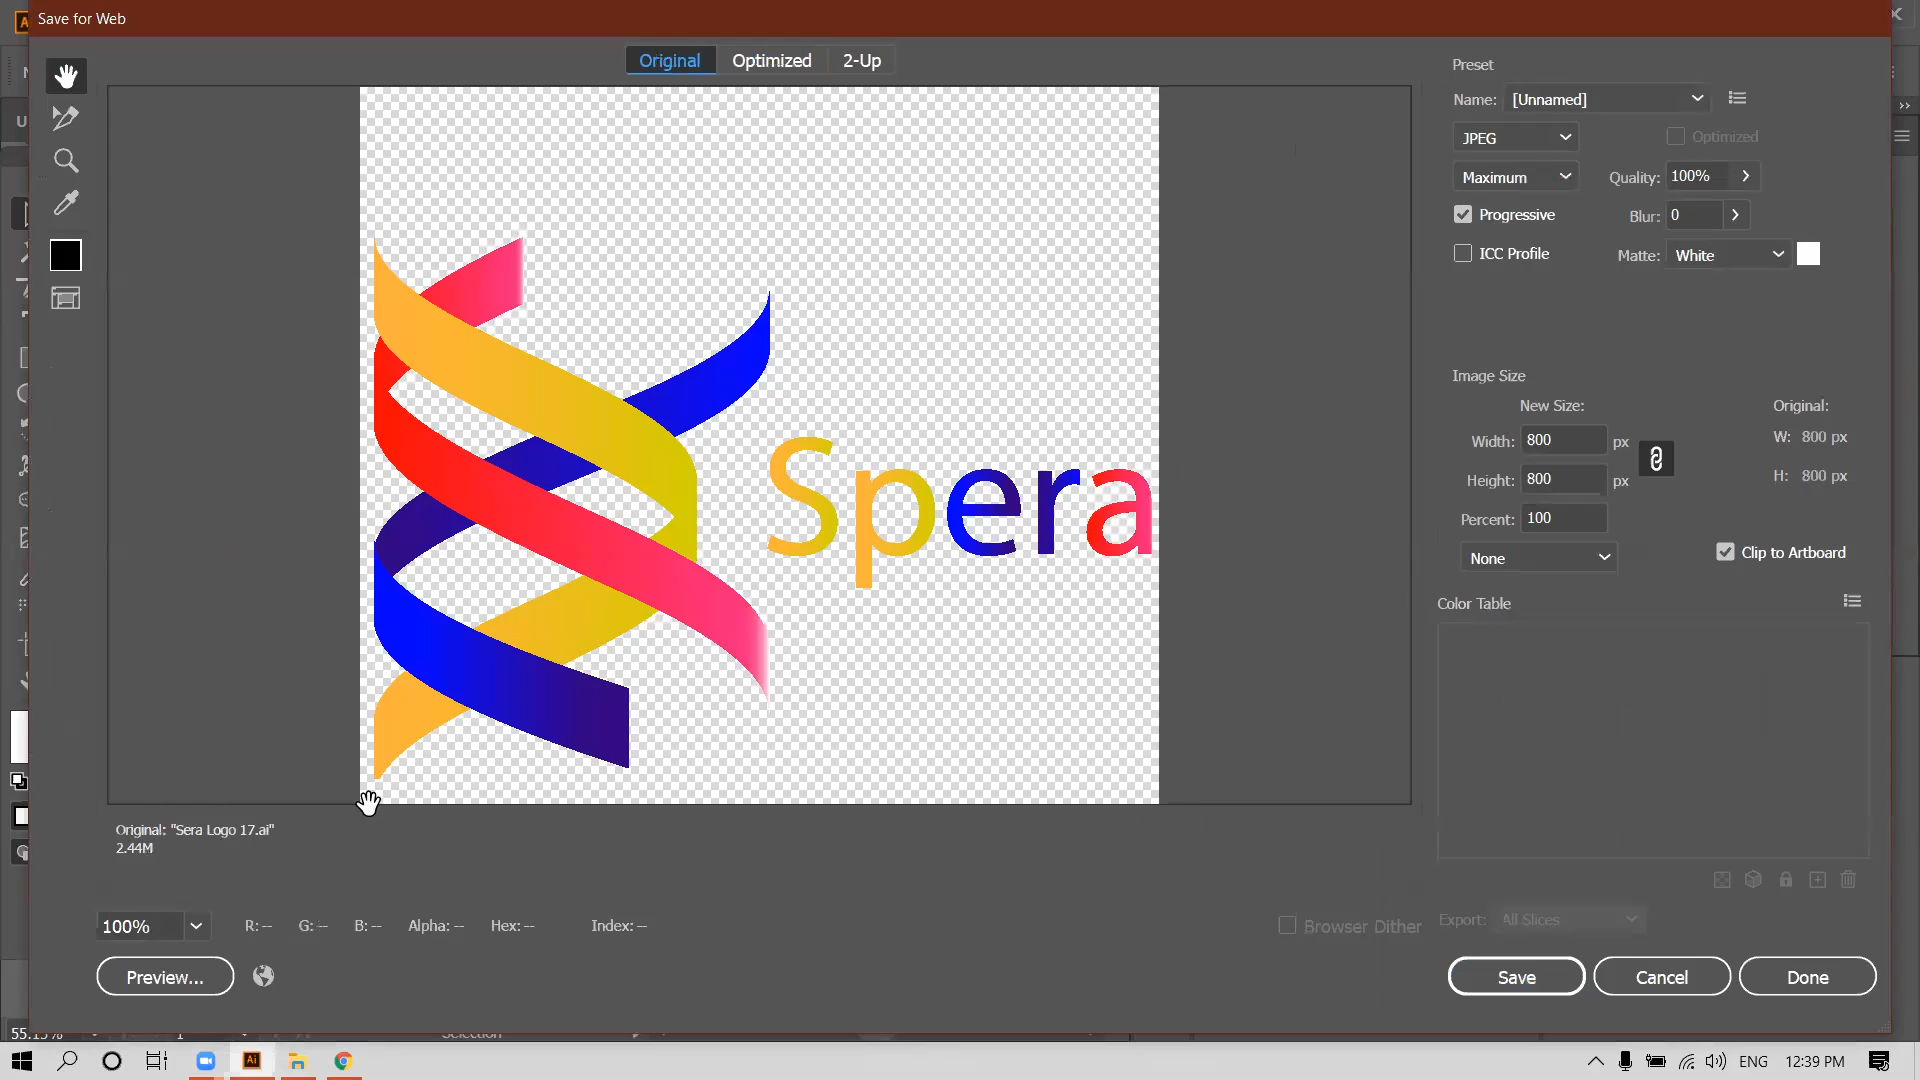 Save for Web
Original
Optimized
2-Up
Preset
Name: [Unnamed]
JPEG
Optimized
Maximum
Quality: 100%
Progressive
Blur: 0
ICC Profile
Matte: White
Image Size
New Size:
Original:
Width: 800 px
W: 800 px
Height: 800 px
H: 800 px
Percent: 100
None
Clip to Artboard
Color Table
Spera
Original: "Sera Logo 17.ai"
2.44M
100%
R: --
G: --
B: --
Alpha: --
Hex: --
Index: --
Browser Dither
Export: All Slices
Preview...
Save
Cancel
Done
Ai
ENG
12:39 PM